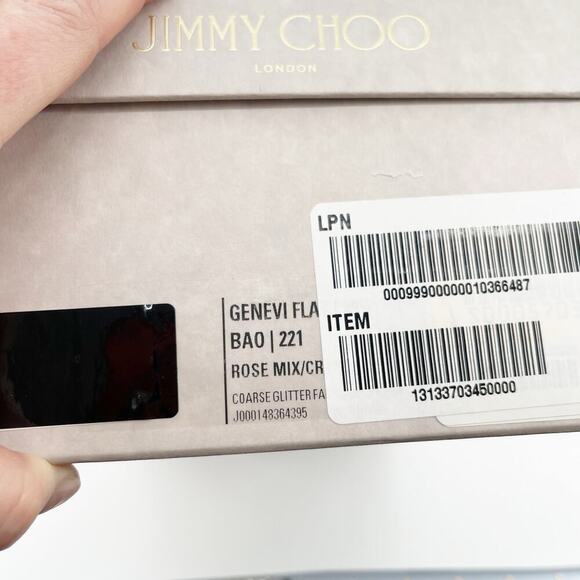 JIMMY CHOO
LONDON
LPN
00099900000010366487
GENEVI FLA
BAO | 221
ROSE MIX/CR
COARSE GLITTER FA
J000148364395
ITEM
13133703450000